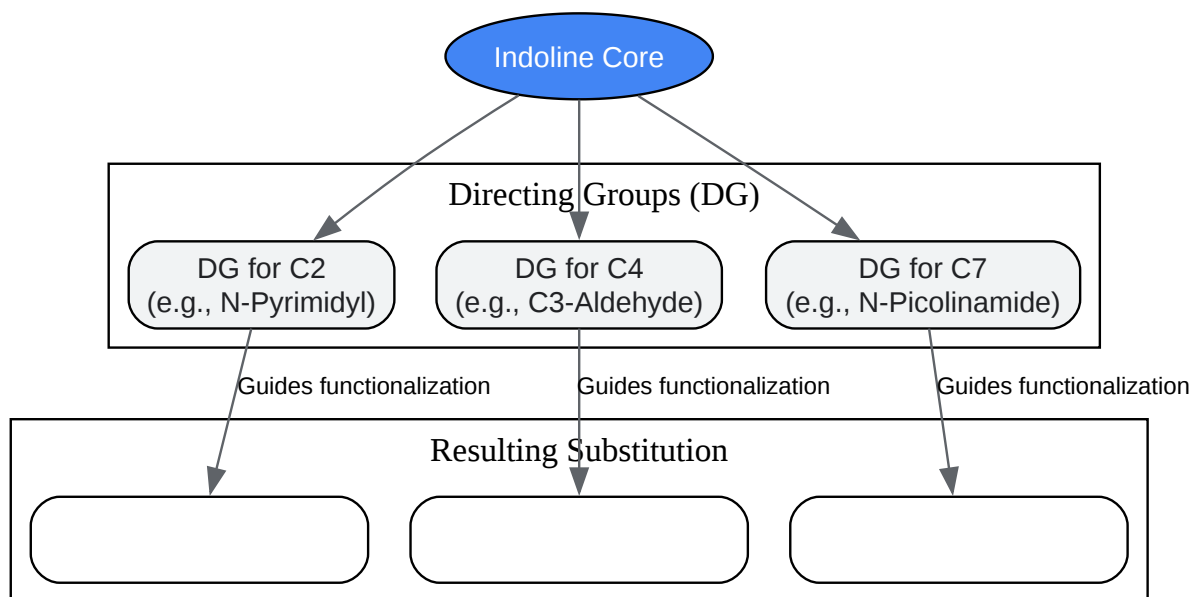 Indoline Core
Directing Groups (DG)
DG for C2
(e.g., N-Pyrimidyl)
DG for C4
(e.g., C3-Aldehyde)
DG for C7
(e.g., N-Picolinamide)
Guides functionalization
Guides functionalization
Guides functionalization
Resulting Substitution